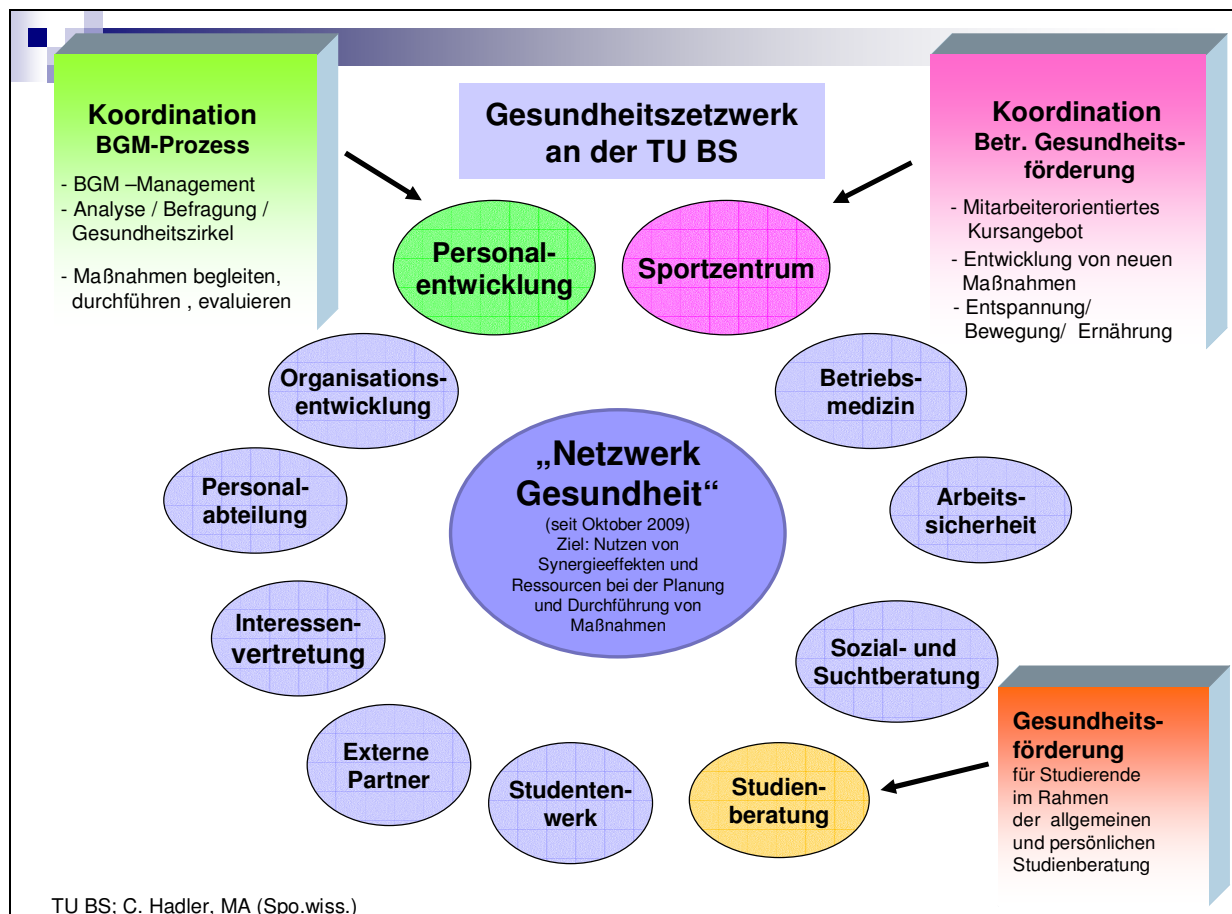 Gesundheitszetzwerk
an der TU BS
Koordination
BGM-Prozess
- BGM –Management
- Analyse / Befragung /
Gesundheitszirkel
- Maßnahmen begleiten,
durchführen , evaluieren
Koordination
Betr. Gesundheits-
förderung
- Mitarbeiterorientiertes
Kursangebot
- Entwicklung von neuen
Maßnahmen
- Entspannung/
Bewegung/ Ernährung
Personal-
entwicklung
Sportzentrum
Organisations-
entwicklung
Betriebs-
medizin
Personal-
abteilung
Arbeits-
sicherheit
„Netzwerk
Gesundheit“
(seit Oktober 2009)
Ziel: Nutzen von
Synergieeffekten und
Ressourcen bei der Planung
und Durchführung von
Maßnahmen
Interessen-
vertretung
Sozial- und
Suchtberatung
Externe
Partner
Studenten-
werk
Studien-
beratung
Gesundheits-
förderung
für Studierende
im Rahmen
der allgemeinen
und persönlichen
Studienberatung
TU BS; C. Hadler, MA (Spo.wiss.)